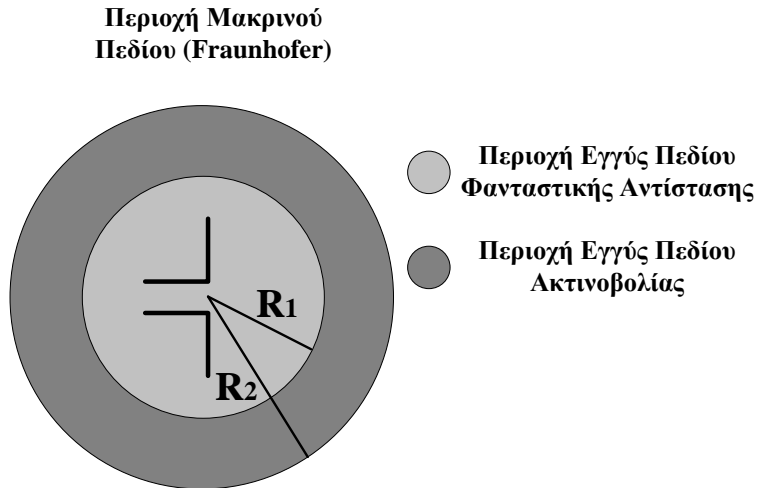 Περιοχή Μακρινού
Πεδίου (Fraunhofer)
Περιοχή Εγγύς Πεδίου
Φανταστικής Αντίστασης
Περιοχή Εγγύς Πεδίου
Ακτινοβολίας
R1
R2